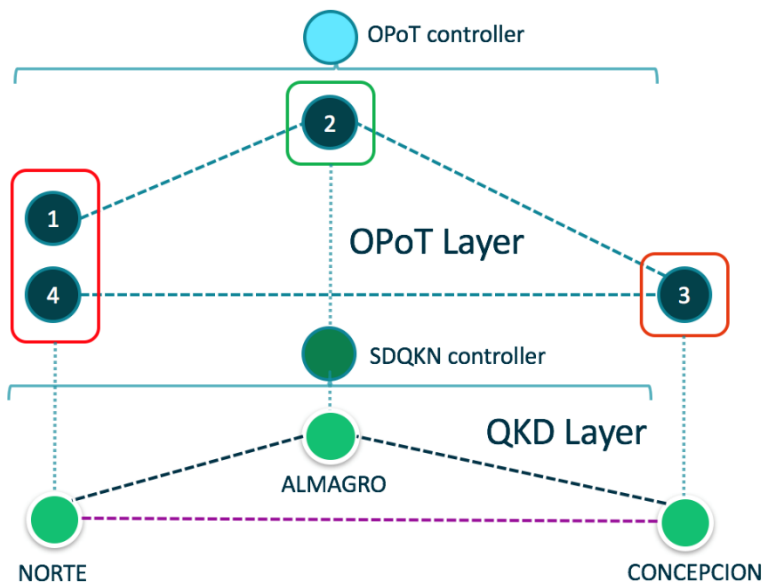 OPoT controller
2
1
OPoT Layer
4
3
SDQKN controller
QKD Layer
ALMAGRO
NORTE
CONCEPCION